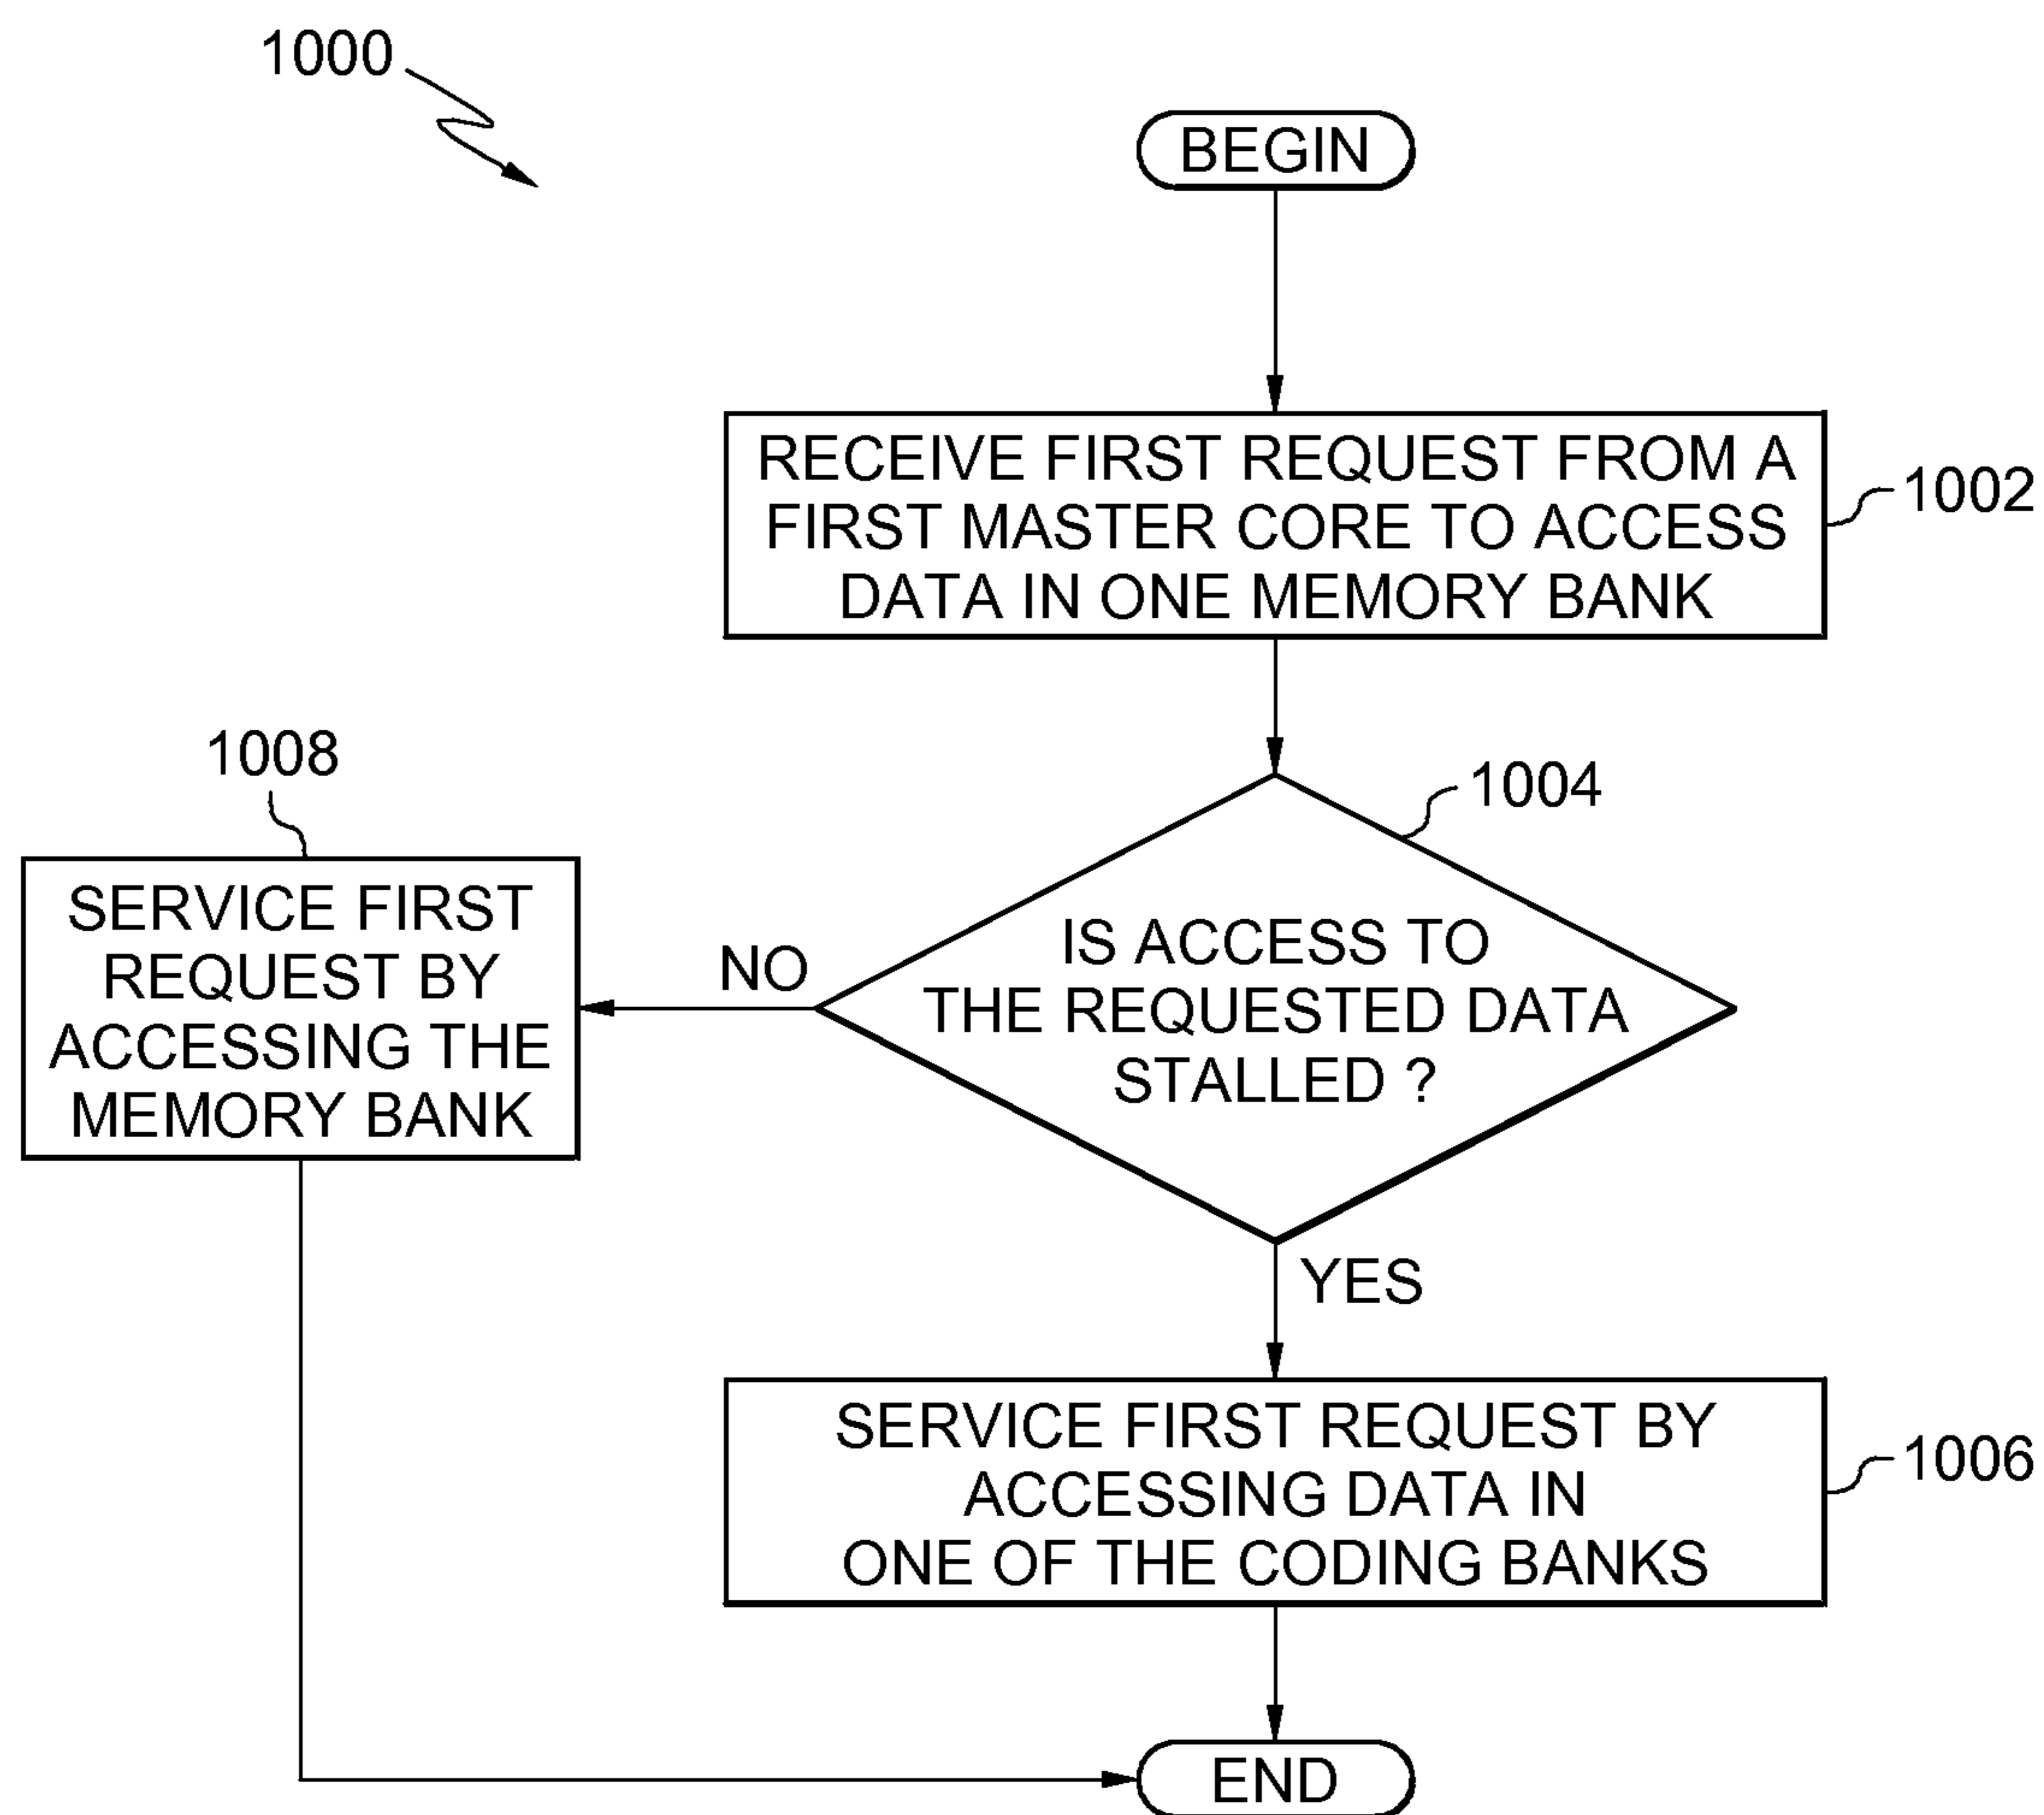 1000
BEGIN
RECEIVE FIRST REQUEST FROM A
FIRST MASTER CORE TO ACCESS
DATA IN ONE MEMORY BANK
1002
1004
IS ACCESS TO
THE REQUESTED DATA
STALLED ?
NO
1008
SERVICE FIRST
REQUEST BY
ACCESSING THE
MEMORY BANK
YES
SERVICE FIRST REQUEST BY
ACCESSING DATA IN
ONE OF THE CODING BANKS
1006
END